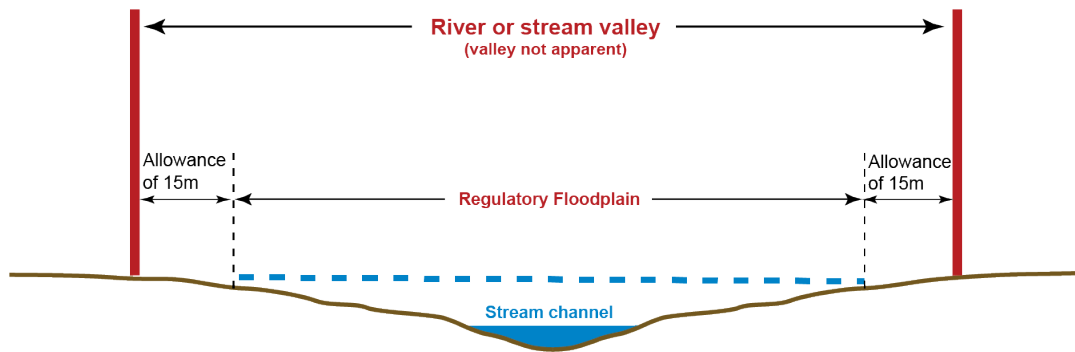 River or stream valley
(valley not apparent)
Allowance
of 15m
Regulatory Floodplain
Allowance
of 15m
Stream channel